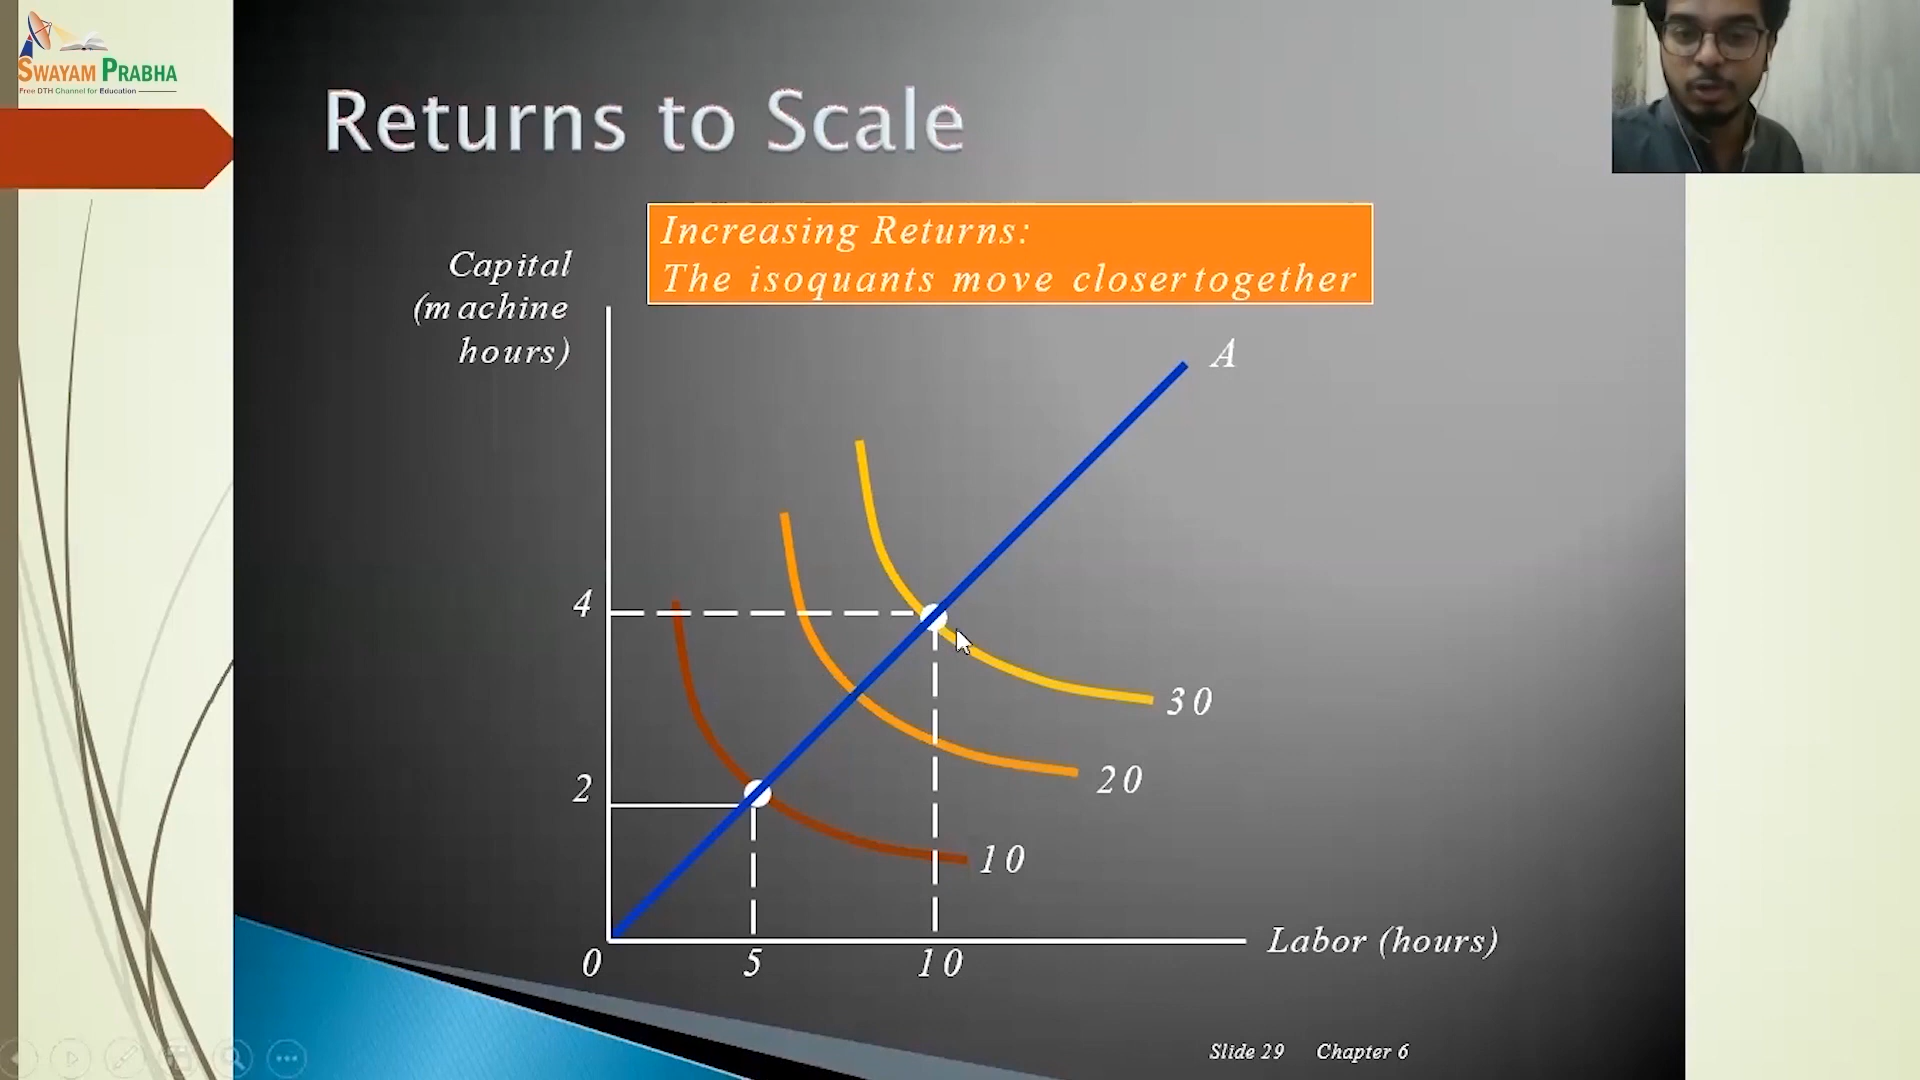 SWAYAM PRABHA
Free DTH Channel for Education
Returns to Scale
Increasing Returns:
The isoquants move closer together
Capital
(machine
hours)
A
4
30
2
20
10
0
5
10
Labor (hours)
Slide 29 Chapter 6